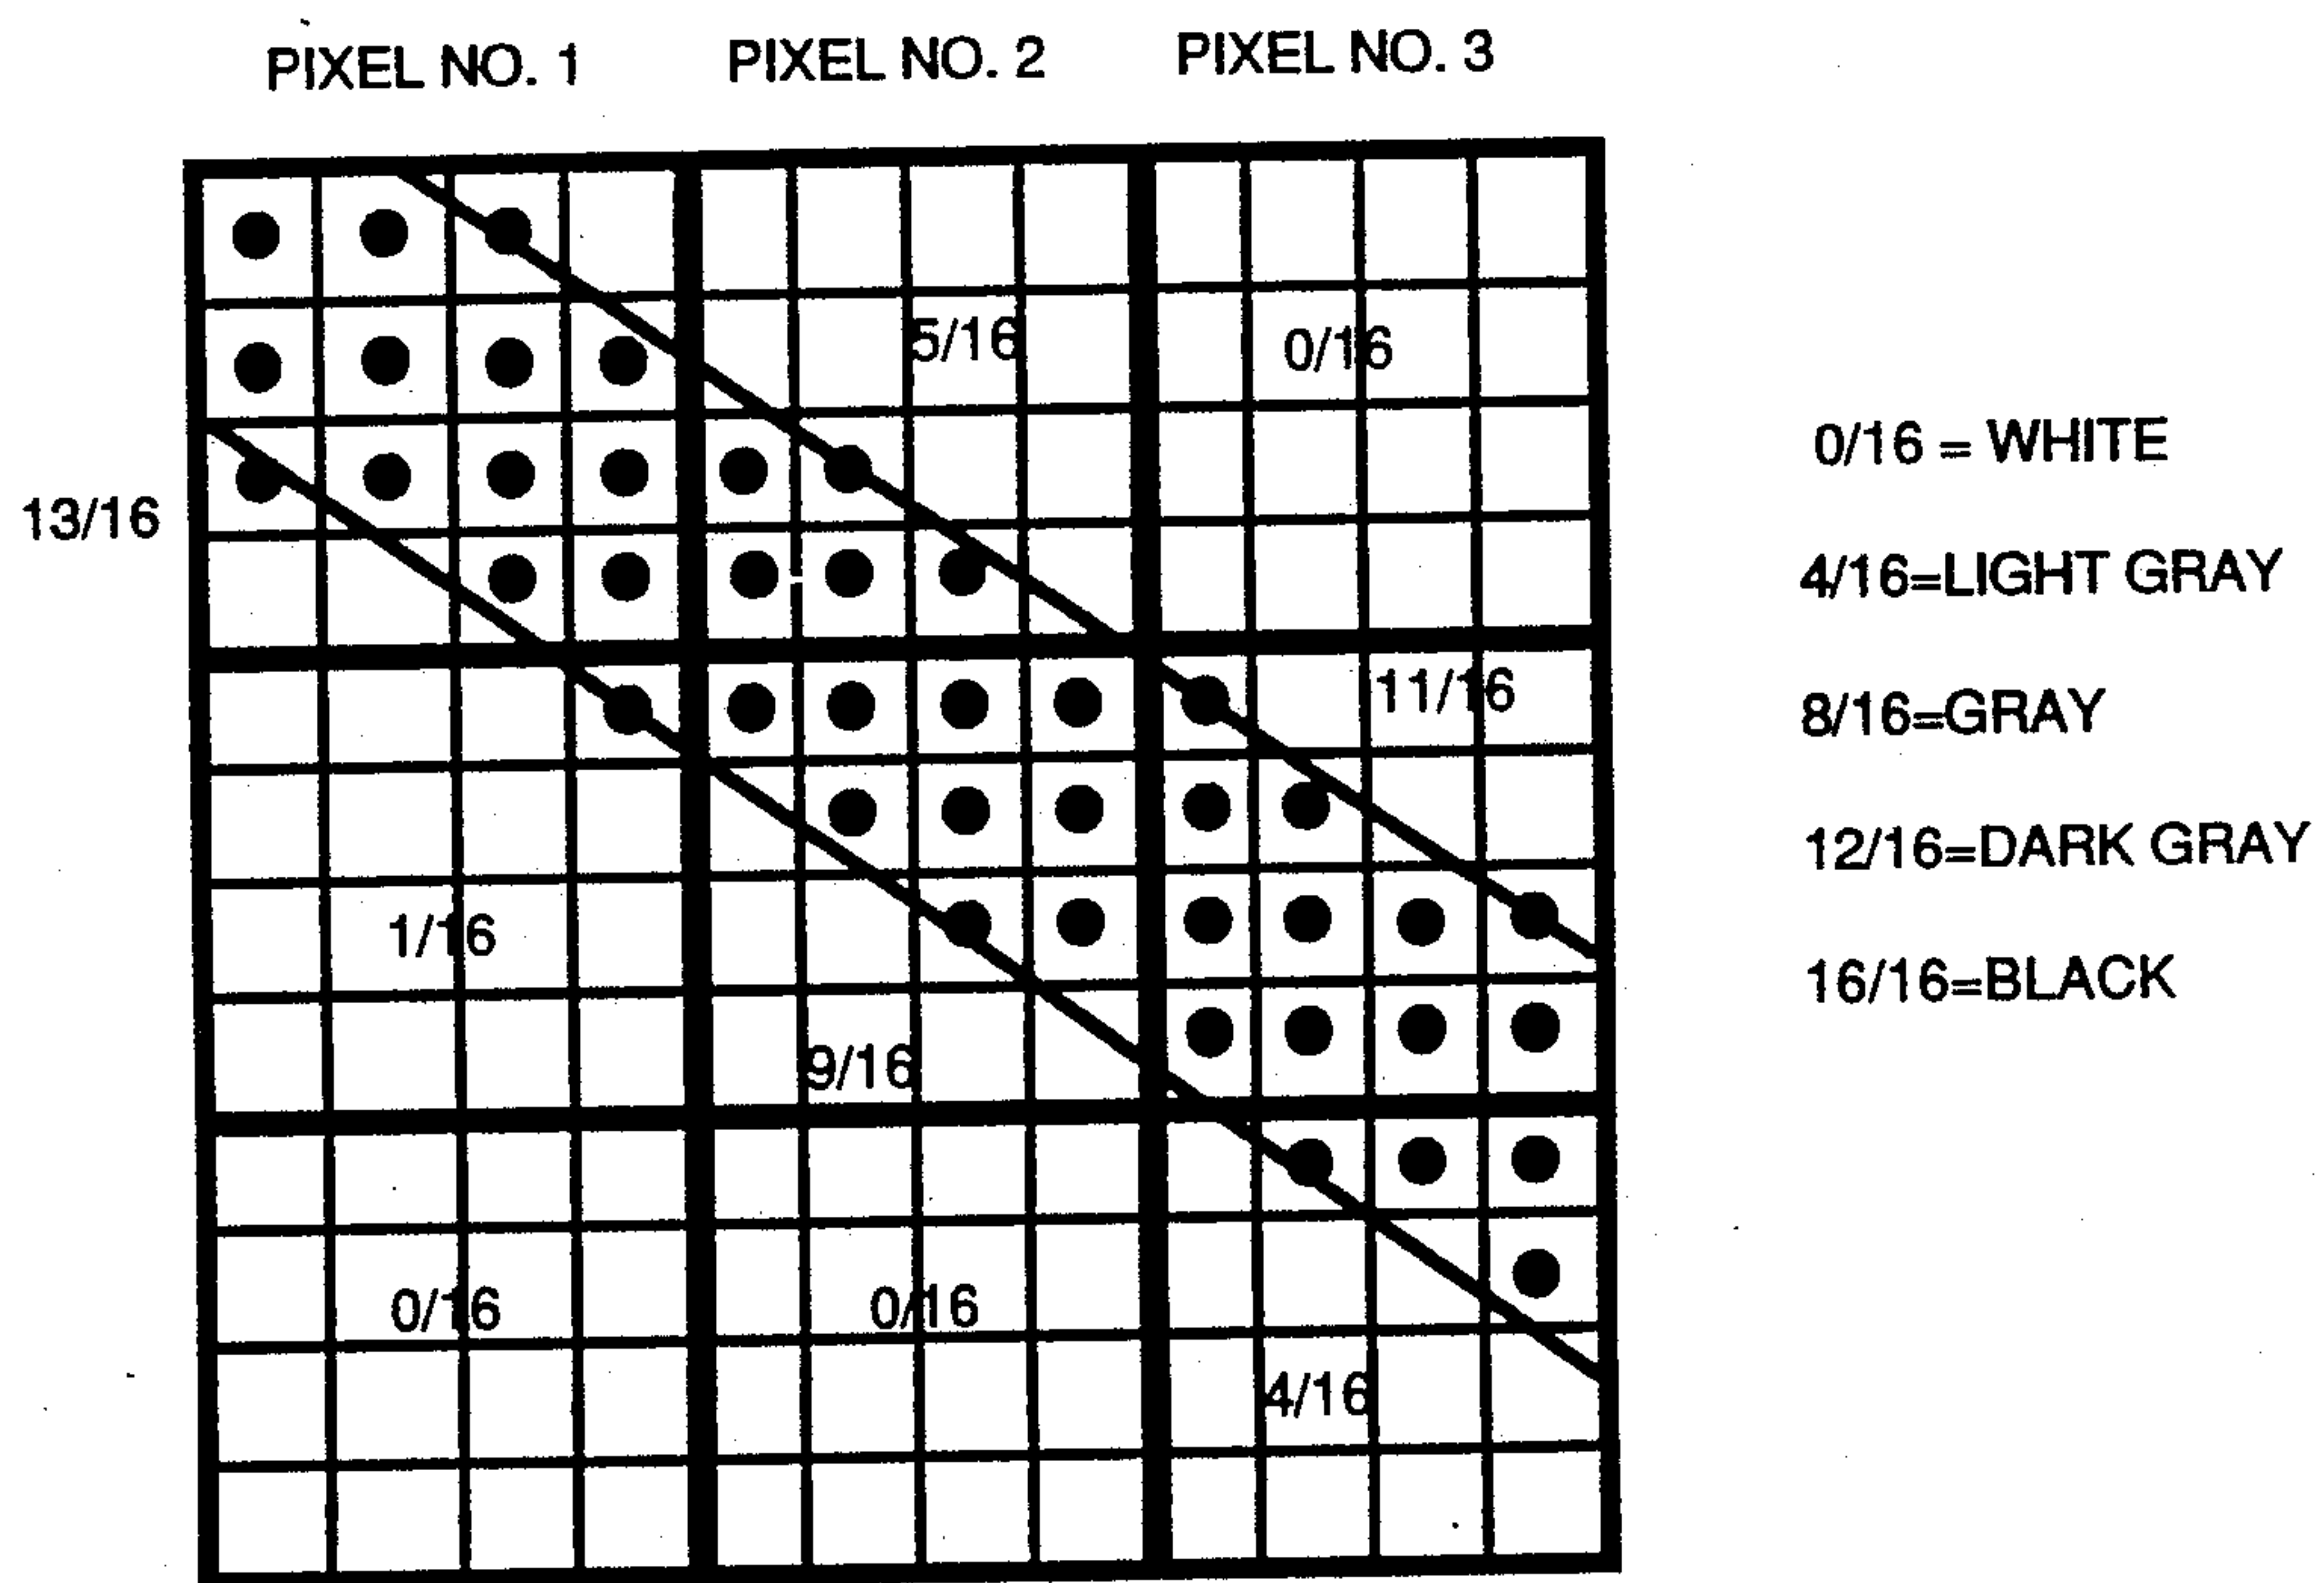 PIXEL NO. 1
PIXEL NO. 2
PIXEL NO. 3
5/16
0/16
13/16
11/16
1/16
9/16
0/16
0/16
4/16
0/16 = WHITE
4/16=LIGHT GRAY
8/16=GRAY
12/16=DARK GRAY
16/16=BLACK